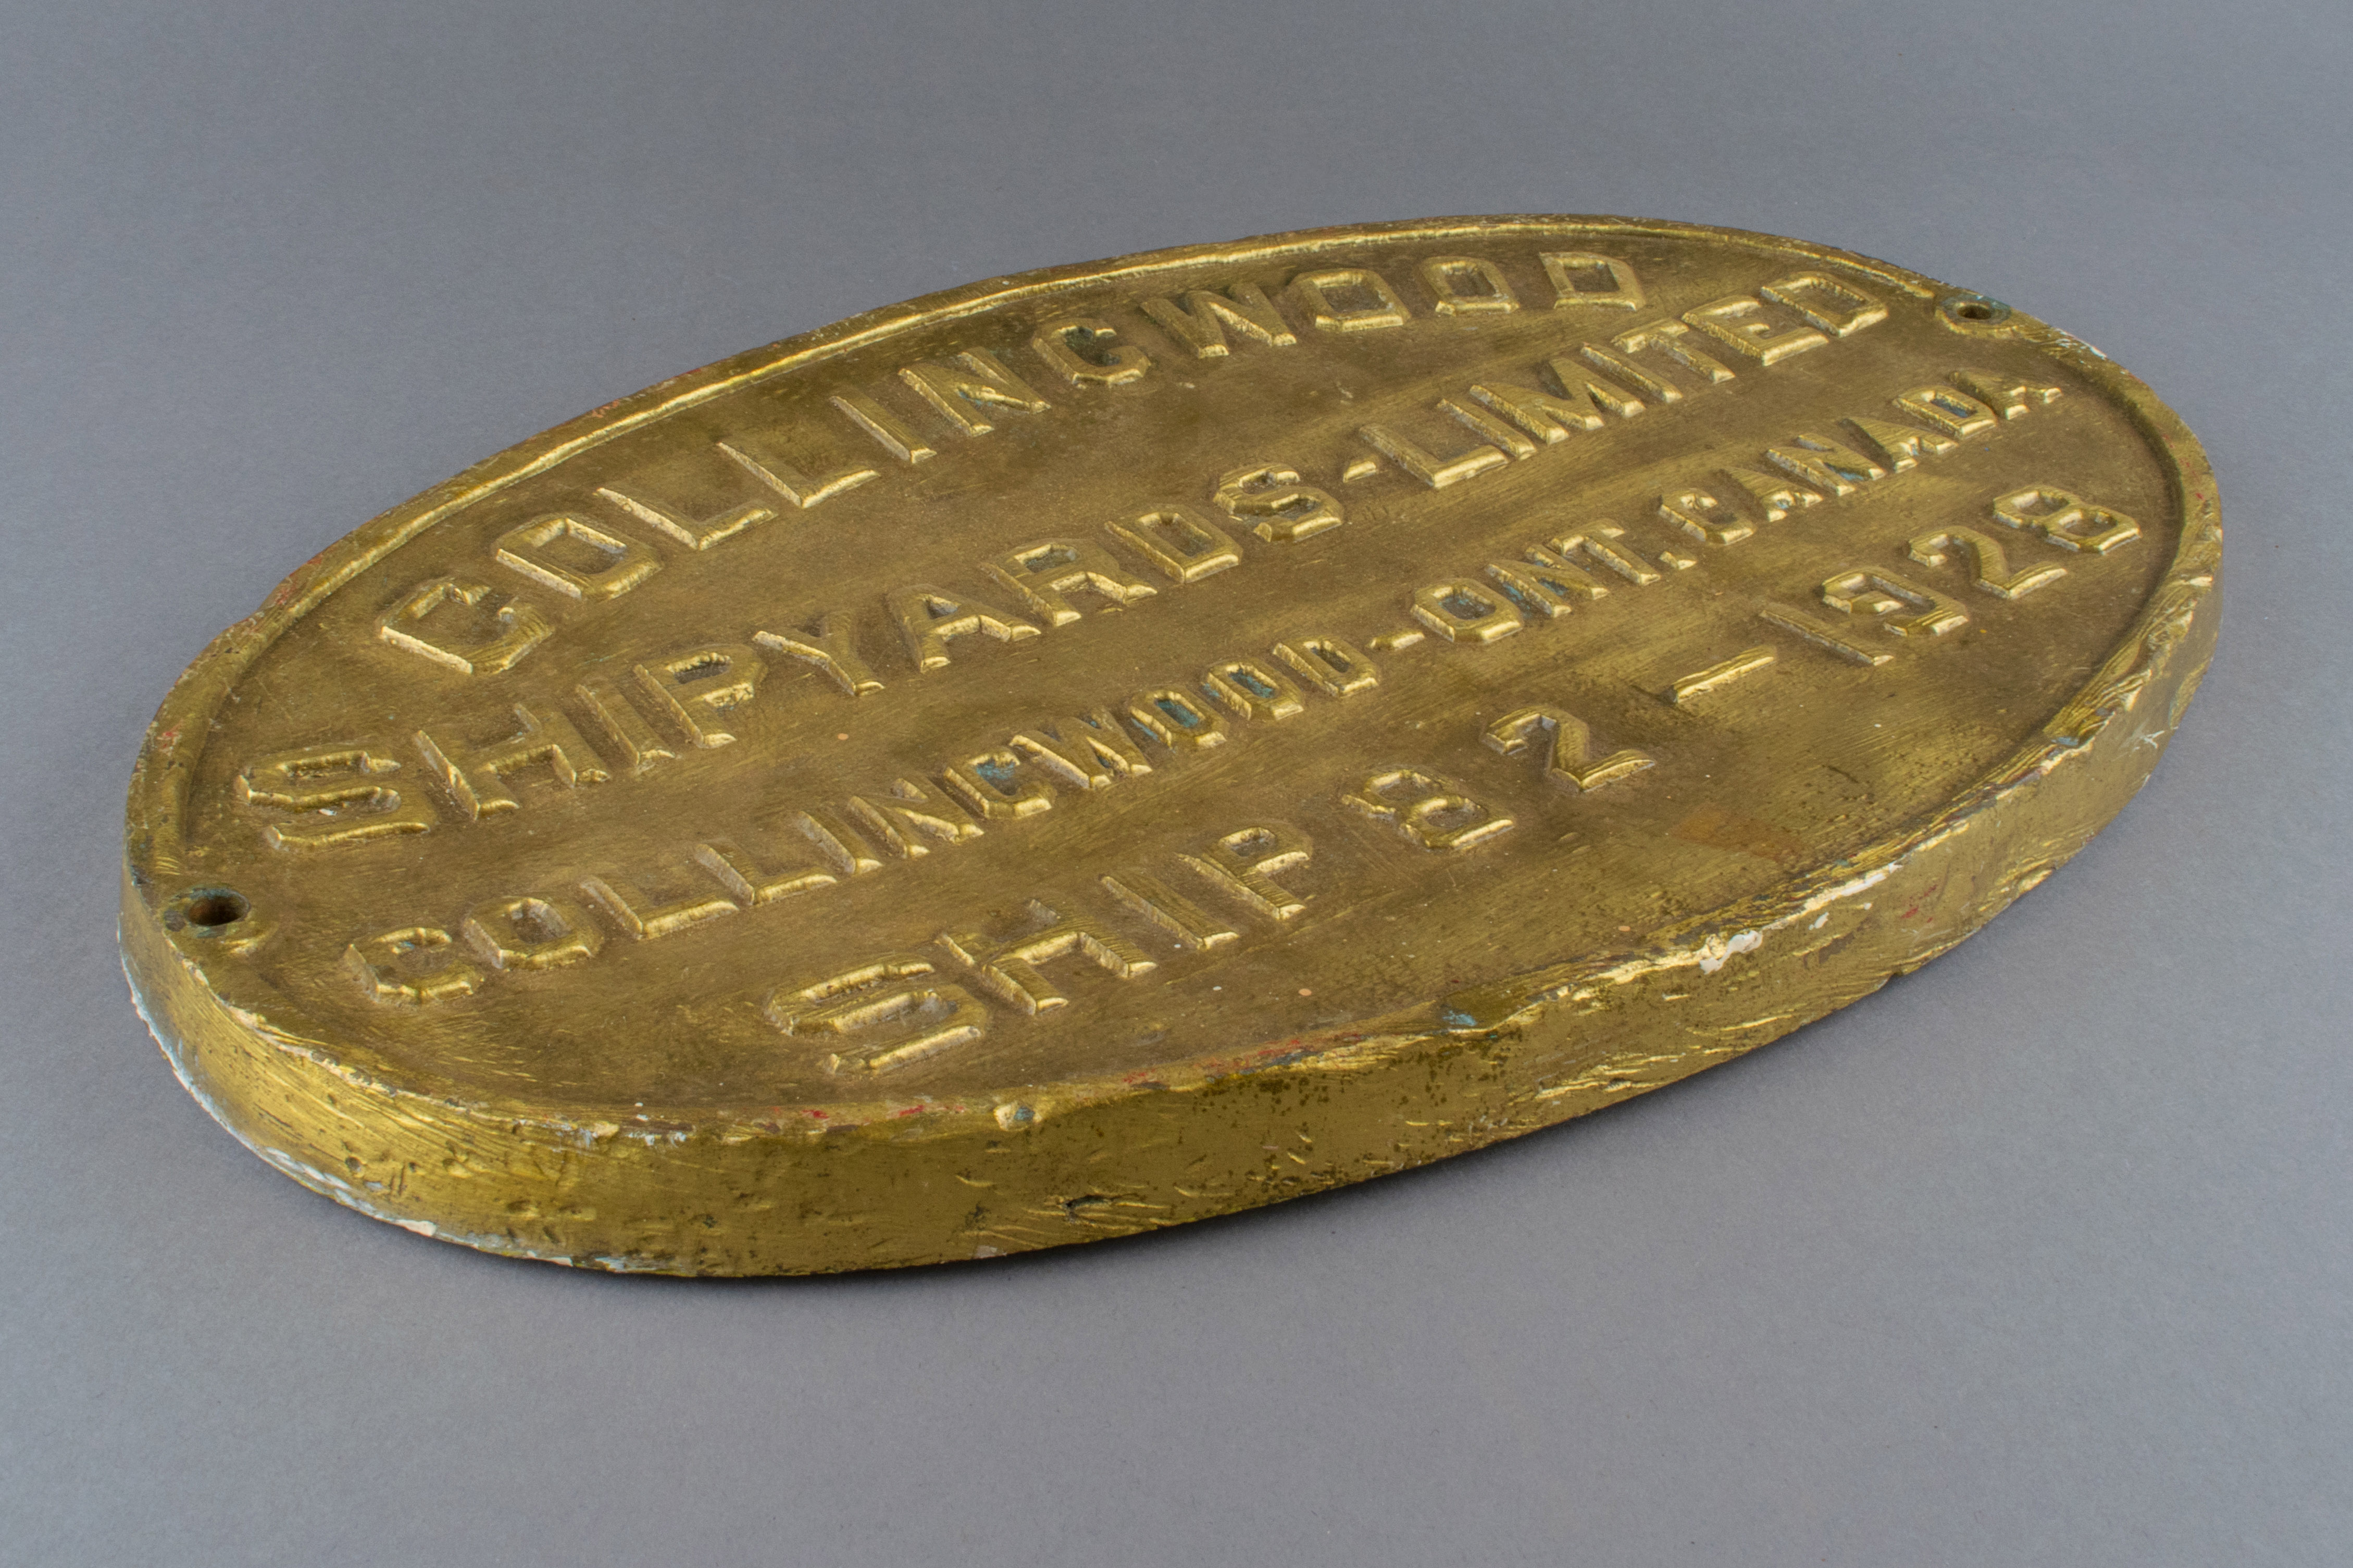 COLLINGWOOD
SHIPYARDS-LIMITED
COLLINGWOOD-ONT. CANADA
SHIP 82 - 1928